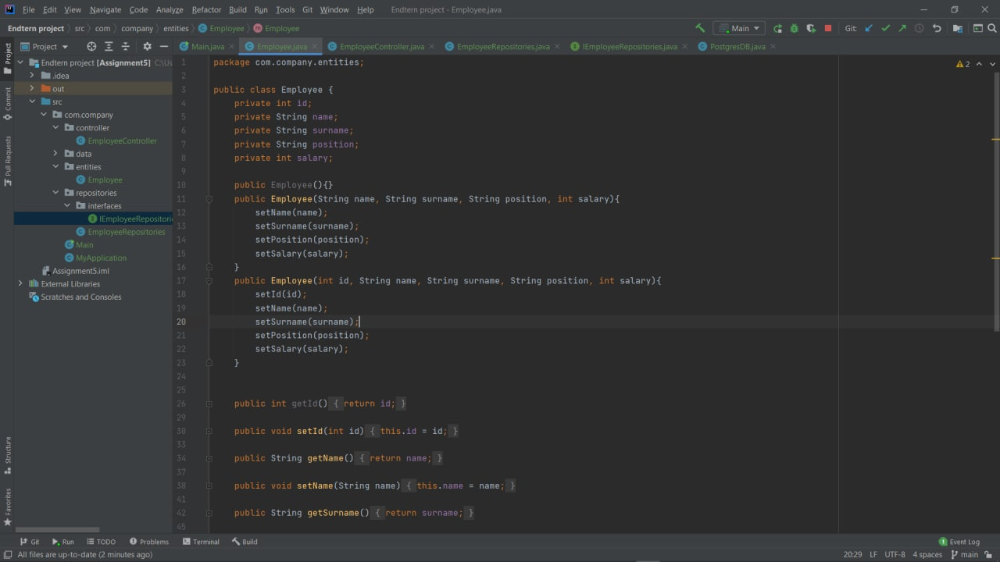 File Edit View Navigate Code Analyze Refactor Build Run Tools Git Window Help Endtern project - Employee.java
Endtern project src com company entities Employee Employee Main Git:
Project Main.java Employee.java EmployeeController.java EmployeeRepositories.java IEmployeeRepositories.java PostgresDB.java
Project
Commit
Pull Requests
Structure
Favorites
Endtern project [Assignment5] C:\Us
.idea
out
src
com.company
controller
EmployeeController
data
entities
Employee
repositories
interfaces
IEmployeeRepositorie
EmployeeRepositories
Main
MyApplication
Assignment5.iml
External Libraries
Scratches and Consoles
2
1 package com.company.entities;
2
3 public class Employee {
4 private int id;
5 private String name;
6 private String surname;
7 private String position;
8 private int salary;
9
10 public Employee(){}
11 public Employee(String name, String surname, String position, int salary){
12 setName(name);
13 setSurname(surname);
14 setPosition(position);
15 setSalary(salary);
16 }
17 public Employee(int id, String name, String surname, String position, int salary){
18 setId(id);
19 setName(name);
20 setSurname(surname);
21 setPosition(position);
22 setSalary(salary);
23 }
24
25
26 public int getId() { return id; }
29
30 public void setId(int id) { this.id = id; }
33
34 public String getName() { return name; }
37
38 public void setName(String name) { this.name = name; }
41
42 public String getSurname() { return surname; }
45
Git Run TODO Problems Terminal Build 1 Event Log
All files are up-to-date (2 minutes ago) 20:29 LF UTF-8 4 spaces main